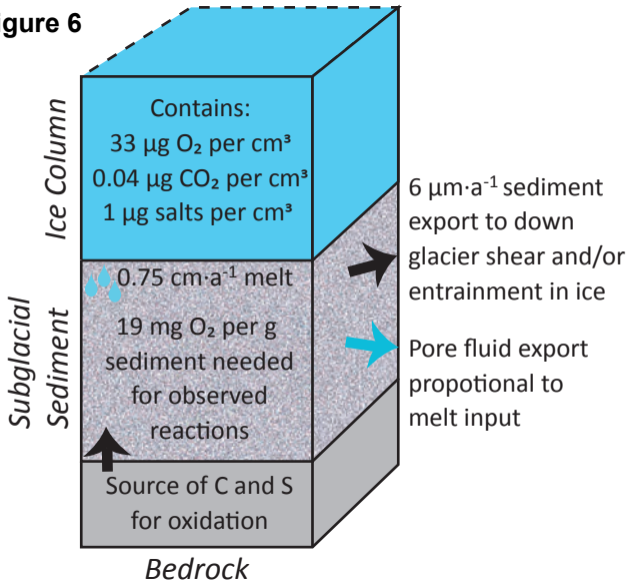 igure 6
Ice Column
Contains:
33 µg O₂ per cm³
0.04 µg CO₂ per cm³
1 µg salts per cm³
6 µm·a⁻¹ sediment
export to down
glacier shear and/or
entrainment in ice
Subglacial
Sediment
0.75 cm·a⁻¹ melt
19 mg O₂ per g
sediment needed
for observed
reactions
Pore fluid export
propotional to
melt input
Source of C and S
for oxidation
Bedrock